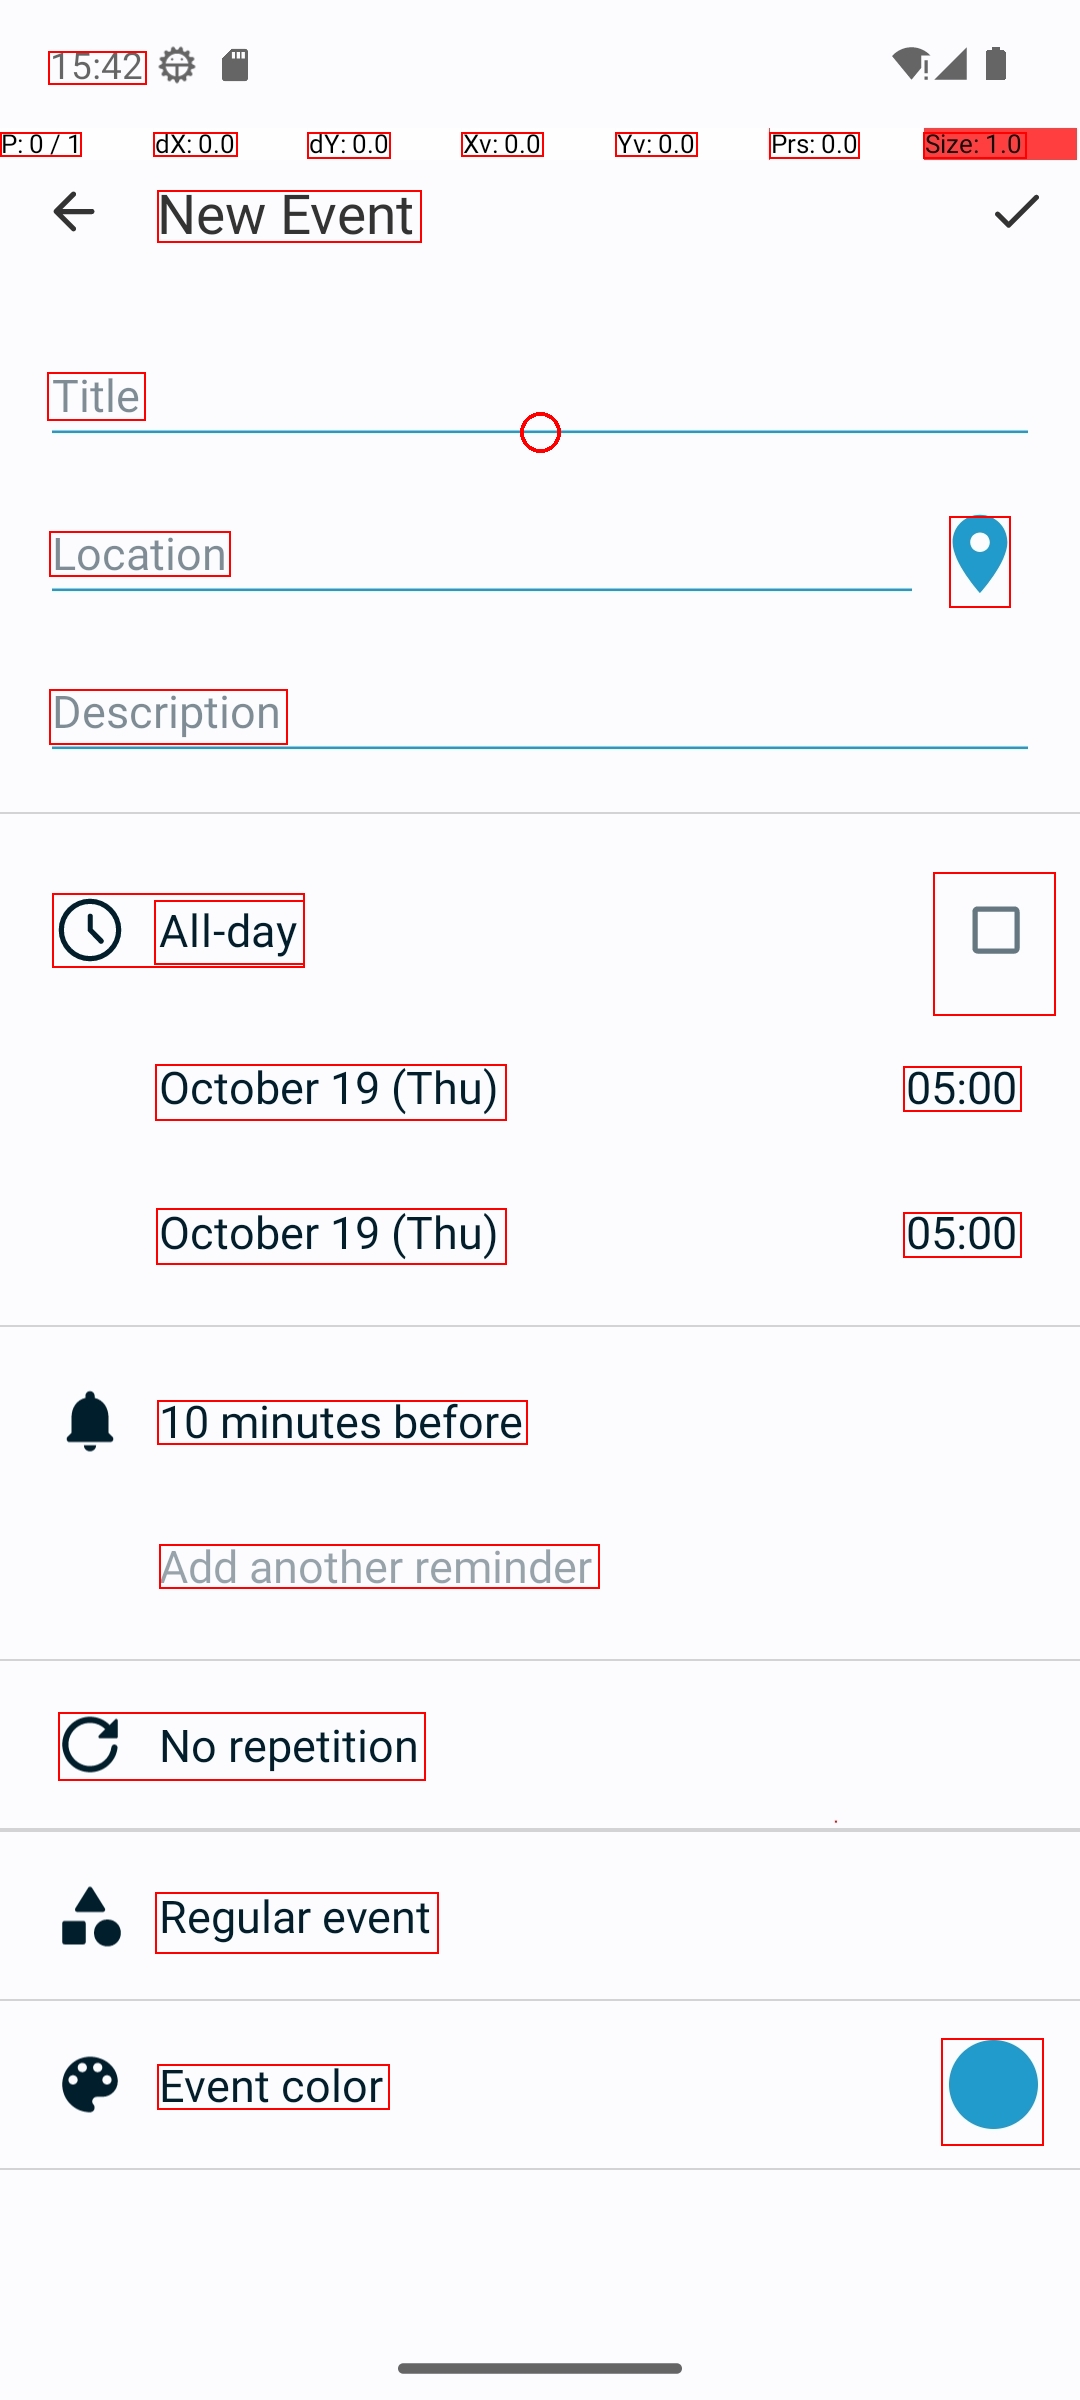 15:42
P: 0 / 1 dX: 0.0 dY: 0.0 Xv: 0.0 Yv: 0.0 Prs: 0.0 Size: 1.0
New Event
Title
Location
Description
All-day
October 19 (Thu) 05:00
October 19 (Thu) 05:00
10 minutes before
Add another reminder
No repetition
Regular event
Event color